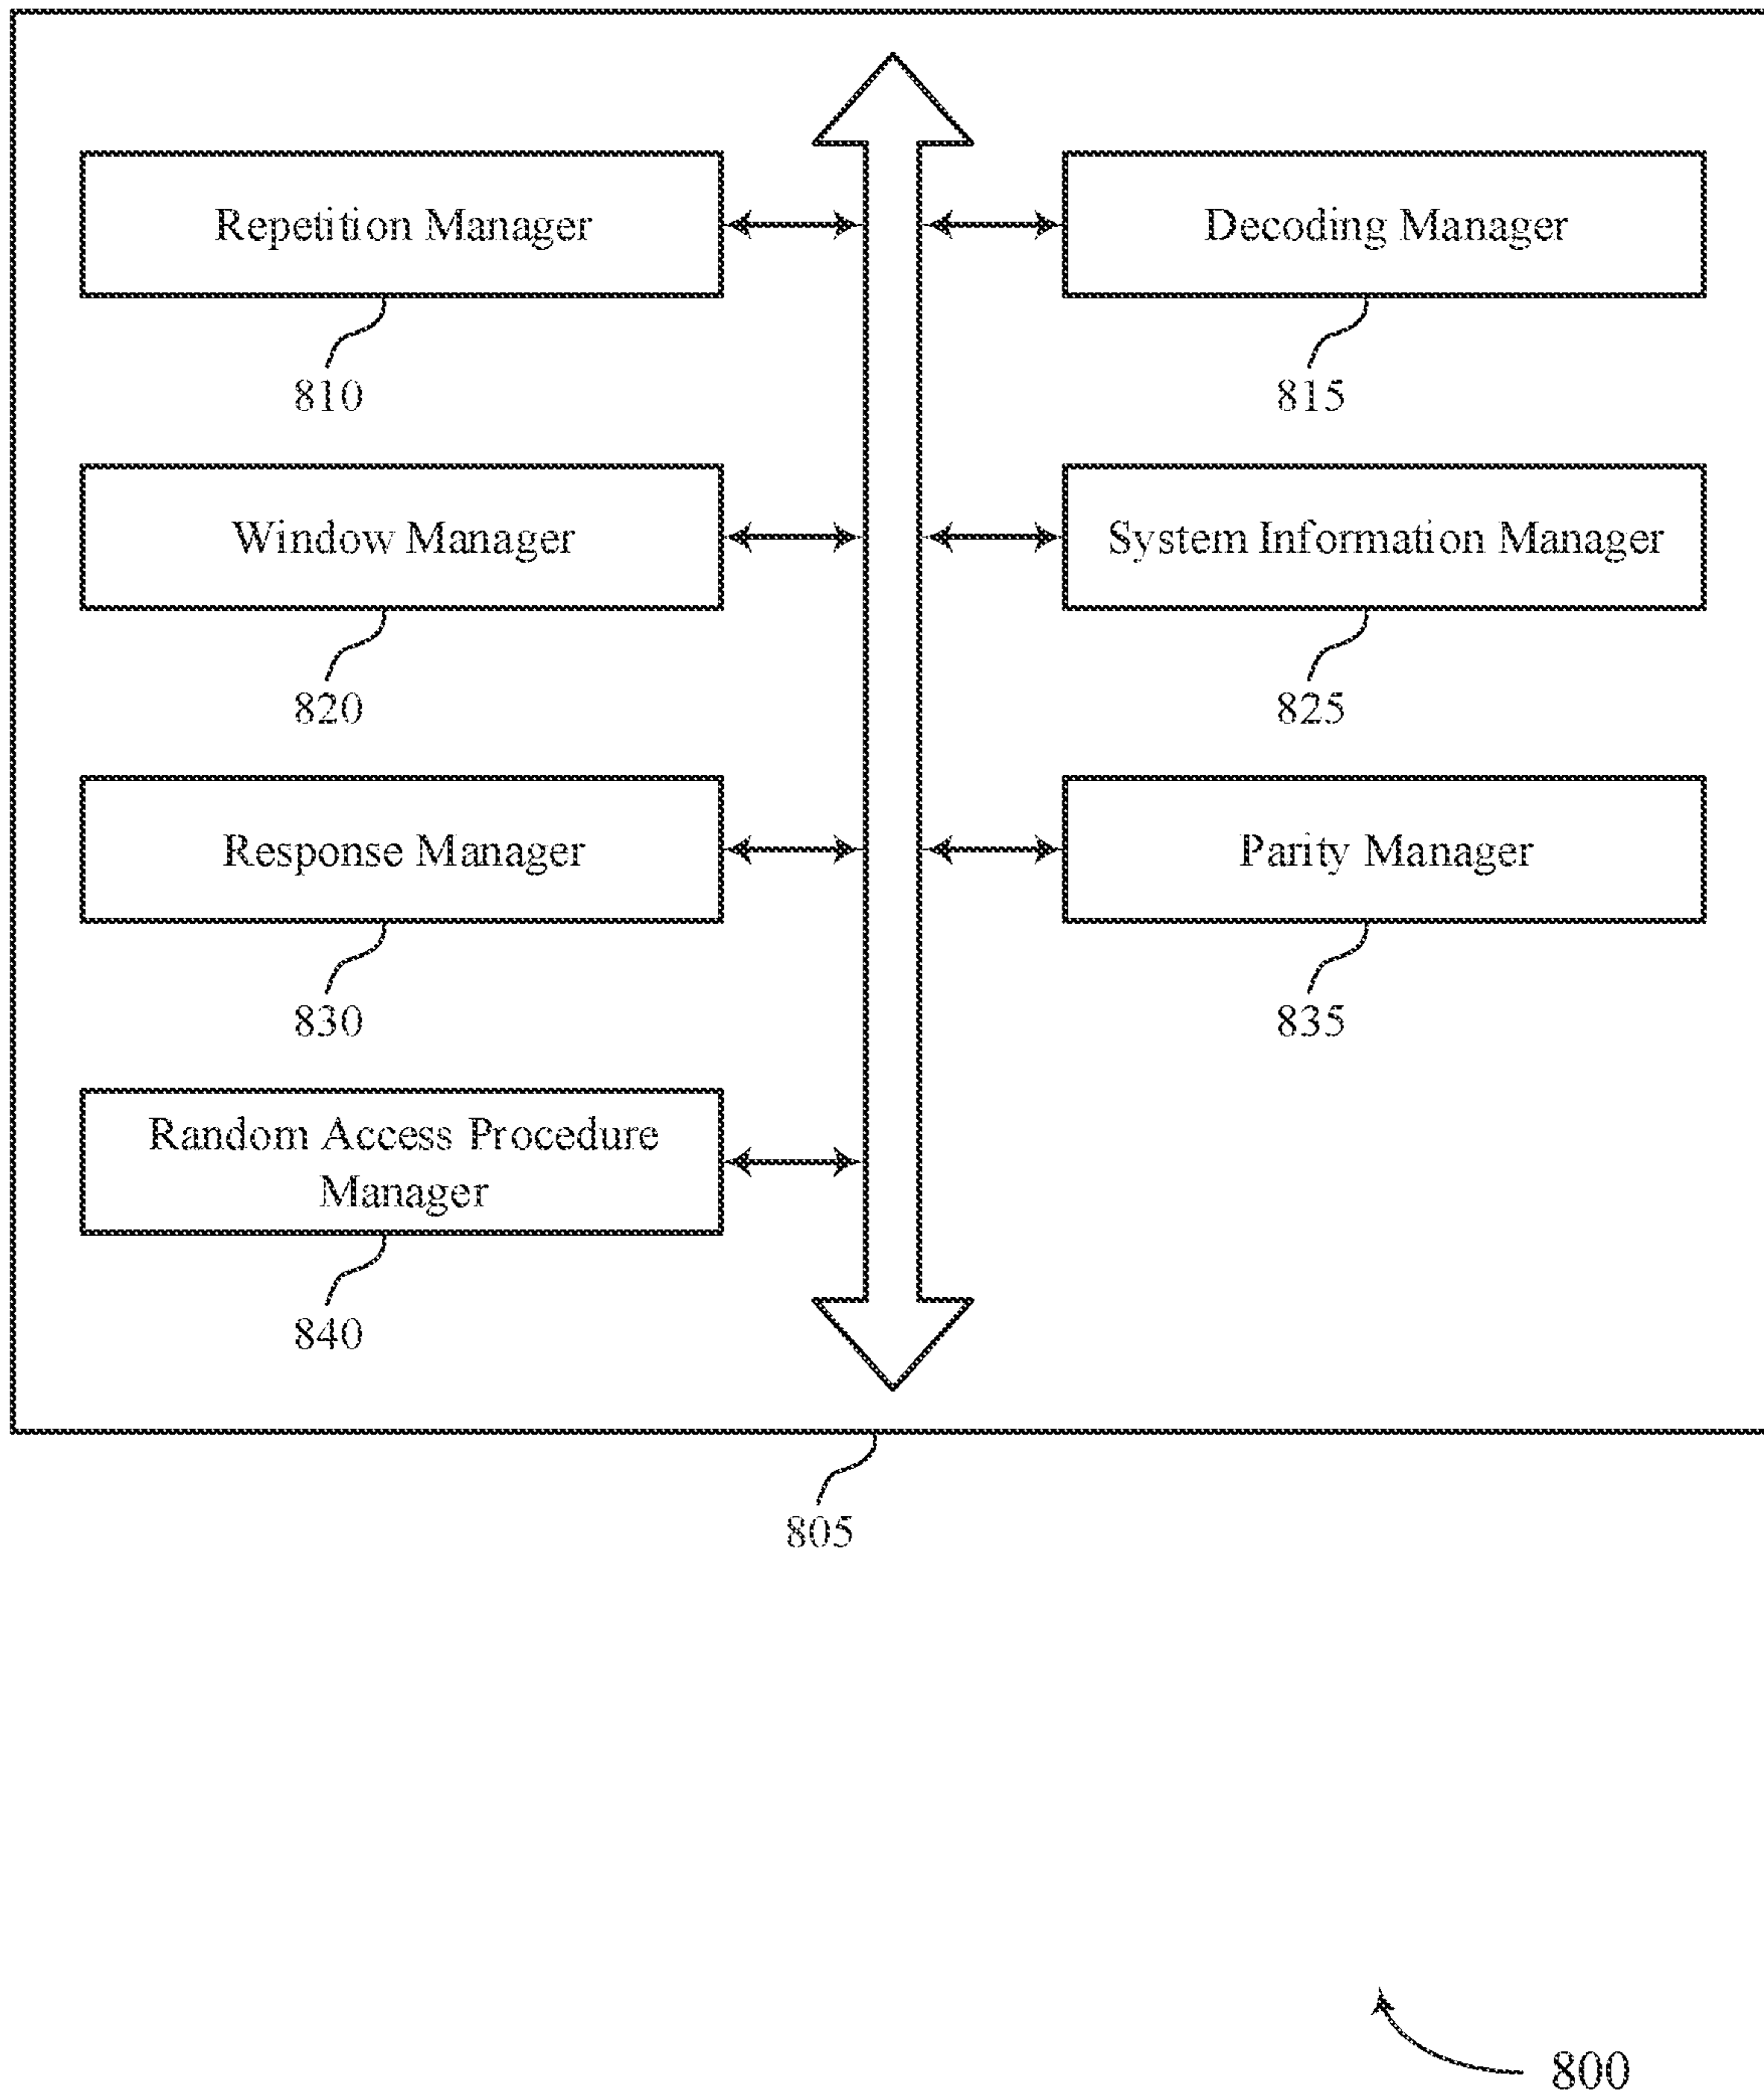 Repetition Manager
Decoding Manager
810
815
Window Manager
System Information Manager
820
825
Response Manager
Parity Manager
830
835
Random Access Procedure
Manager
840
805
800